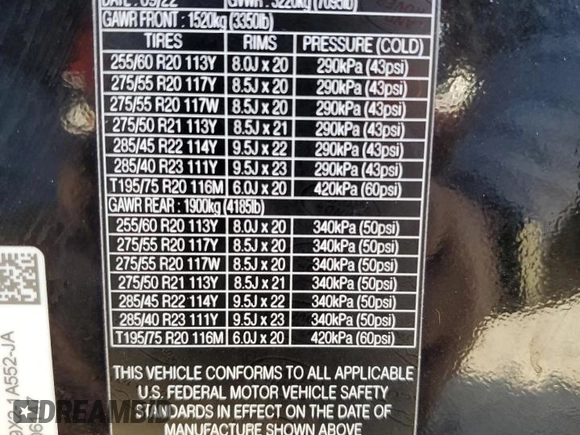 DATE : 09/22 GVWR : 3220kg (7095lb)
GAWR FRONT : 1520kg (3350lb)
TIRES RIMS PRESSURE (COLD)
255/60 R20 113Y 8.0J x 20 290kPa (43psi)
275/55 R20 117Y 8.5J x 20 290kPa (43psi)
275/55 R20 117W 8.5J x 20 290kPa (43psi)
275/50 R21 113Y 8.5J x 21 290kPa (43psi)
285/45 R22 114Y 9.5J x 22 290kPa (43psi)
285/40 R23 111Y 9.5J x 23 290kPa (43psi)
T195/75 R20 116M 6.0J x 20 420kPa (60psi)
GAWR REAR : 1900kg (4185lb)
255/60 R20 113Y 8.0J x 20 340kPa (50psi)
275/55 R20 117Y 8.5J x 20 340kPa (50psi)
275/55 R20 117W 8.5J x 20 340kPa (50psi)
275/50 R21 113Y 8.5J x 21 340kPa (50psi)
285/45 R22 114Y 9.5J x 22 340kPa (50psi)
285/40 R23 111Y 9.5J x 23 340kPa (50psi)
T195/75 R20 116M 6.0J x 20 420kPa (60psi)
THIS VEHICLE CONFORMS TO ALL APPLICABLE
U.S. FEDERAL MOTOR VEHICLE SAFETY
STANDARDS IN EFFECT ON THE DATE OF
MANUFACTURE SHOWN ABOVE
DREAMBID